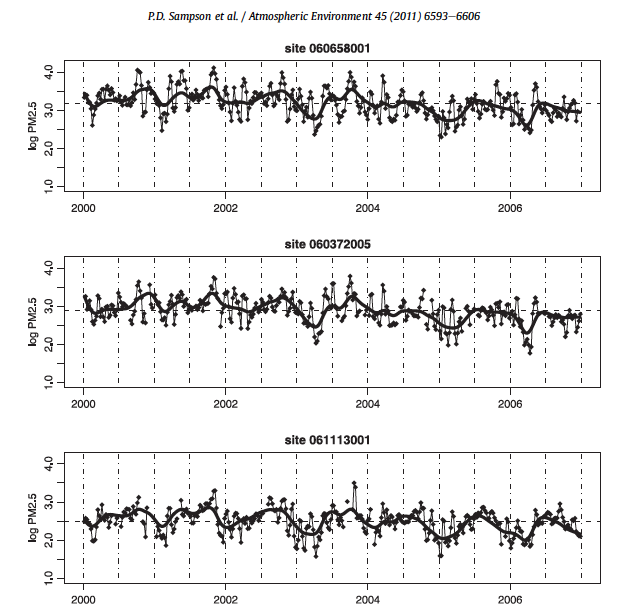 P.D. Sampson et al. / Atmospheric Environment 45 (2011) 6593–6606
site 060658001
log PM2.5
4.0
3.0
2.0
1.0
2000 2002 2004 2006
site 060372005
log PM2.5
4.0
3.0
2.0
1.0
2000 2002 2004 2006
site 061113001
log PM2.5
4.0
3.0
2.0
1.0
2000 2002 2004 2006